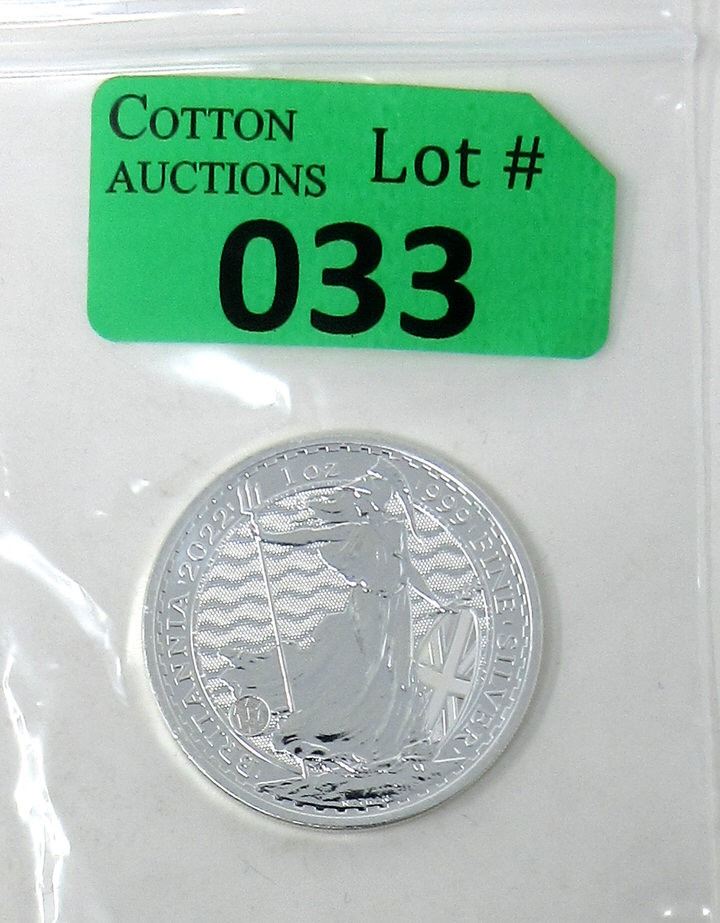 COTTON
AUCTIONS
Lot #
033
BRITANNIA 2022 1 oz 999 FINE · SILVER